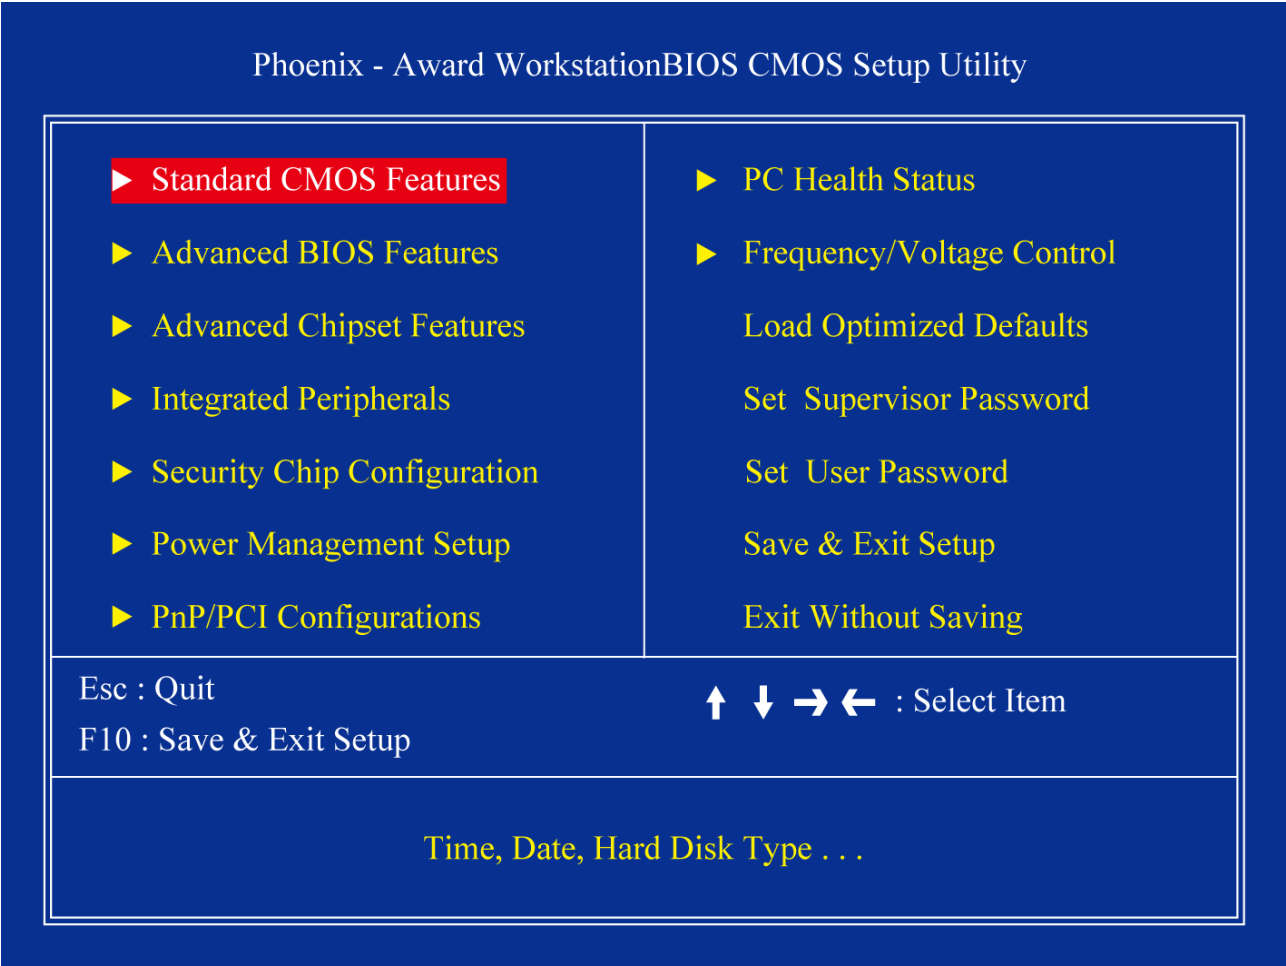 Phoenix - Award WorkstationBIOS CMOS Setup Utility
▶ Standard CMOS Features
▶ Advanced BIOS Features
▶ Advanced Chipset Features
▶ Integrated Peripherals
▶ Security Chip Configuration
▶ Power Management Setup
▶ PnP/PCI Configurations
▶ PC Health Status
▶ Frequency/Voltage Control
Load Optimized Defaults
Set Supervisor Password
Set User Password
Save & Exit Setup
Exit Without Saving
Esc : Quit
F10 : Save & Exit Setup
↑ ↓ → ← : Select Item
Time, Date, Hard Disk Type . . .